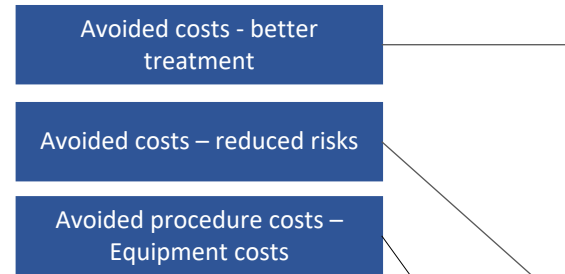 Avoided costs - better
treatment
Avoided costs – reduced risks
Avoided procedure costs –
Equipment costs